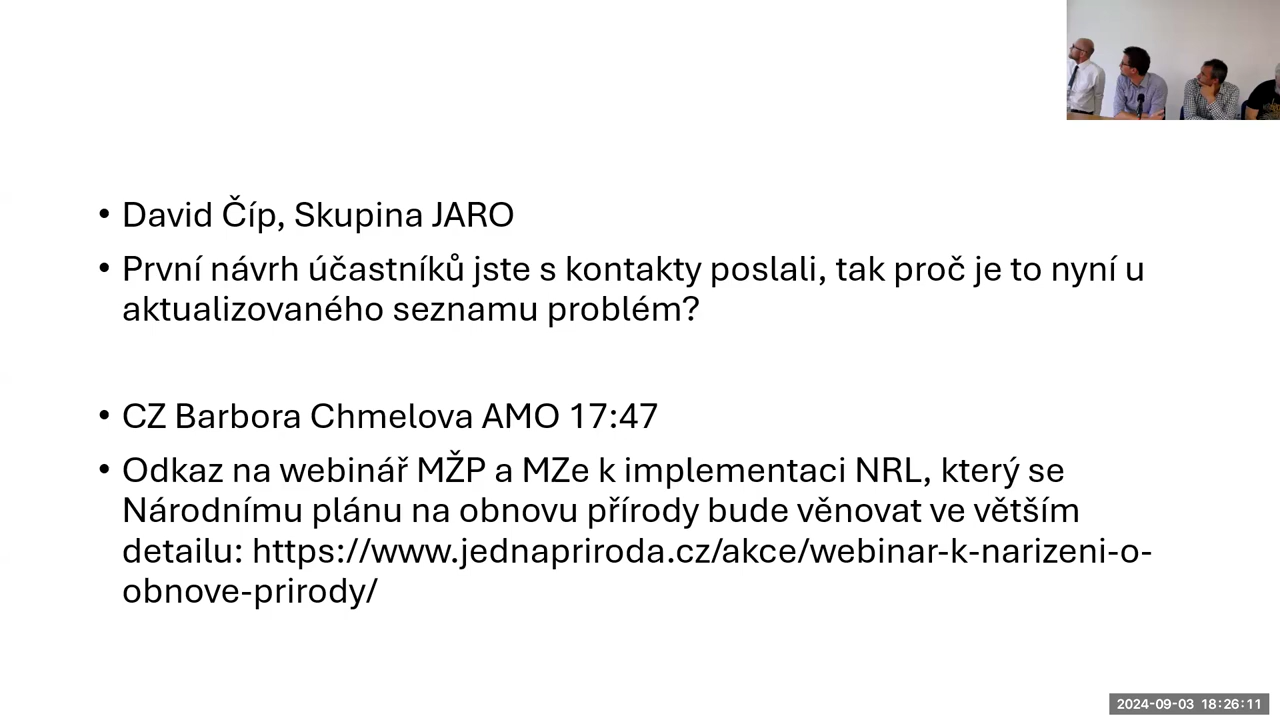 • David Číp, Skupina JARO
• První návrh účastníků jste s kontakty poslali, tak proč je to nyní u
aktualizovaného seznamu problém?
• CZ Barbora Chmelova AMO 17:47
• Odkaz na webinář MŽP a MZe k implementaci NRL, který se
Národnímu plánu na obnovu přírody bude věnovat ve větším
detailu: https://www.jednapriroda.cz/akce/webinar-k-narizeni-o-
obnove-prirody/
2024-09-03 18:26:11